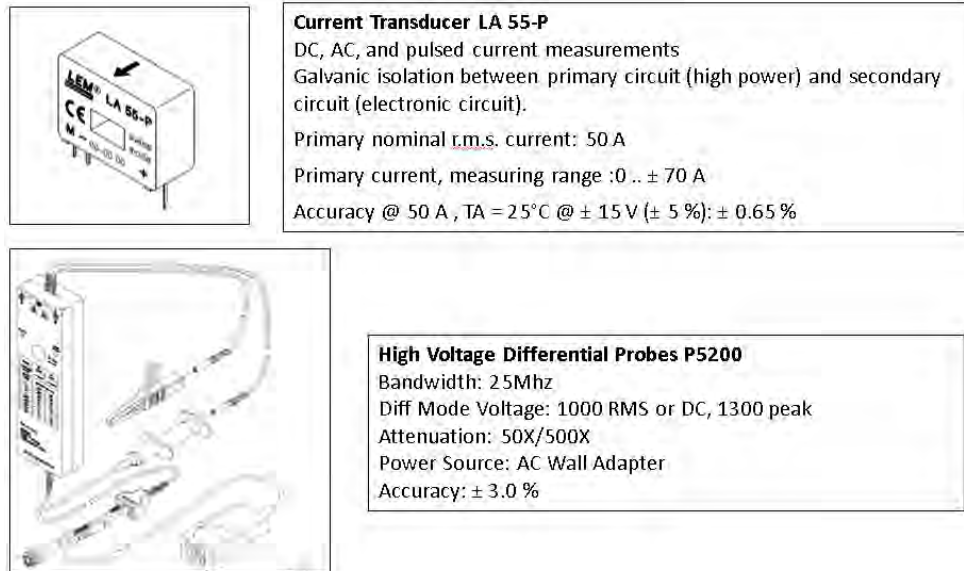 LEM® LA 55-P
CE
M
+
Current Transducer LA 55-P
DC, AC, and pulsed current measurements
Galvanic isolation between primary circuit (high power) and secondary
circuit (electronic circuit).
Primary nominal r.m.s. current: 50 A
Primary current, measuring range :0 .. ± 70 A
Accuracy @ 50 A , TA = 25°C @ ± 15 V (± 5 %): ± 0.65 %
High Voltage Differential Probes P5200
Bandwidth: 25Mhz
Diff Mode Voltage: 1000 RMS or DC, 1300 peak
Attenuation: 50X/500X
Power Source: AC Wall Adapter
Accuracy: ± 3.0 %